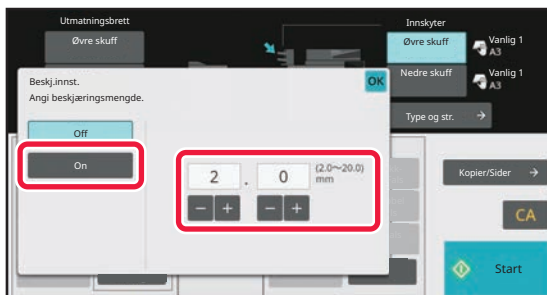 Utmatningsbrett
Øvre skuff
Innskyter
Øvre skuff
Vanlig 1
A3
Nedre skuff
Vanlig 1
A3
Type og str.
Beskj.innst.
OK
Angi beskjæringsmengde.
Off
On
2 . 0
(2.0～20.0)
mm
Kopier/Sider
CA
Start